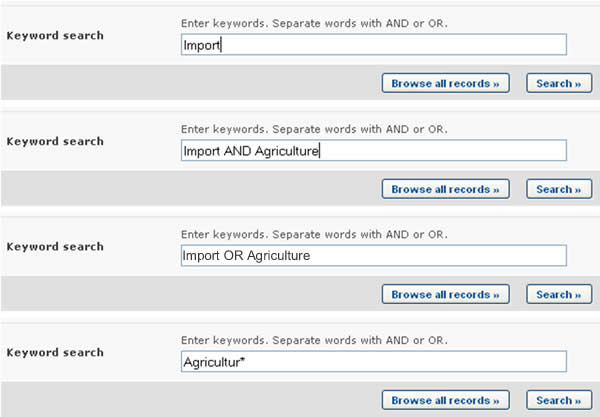 Enter keywords. Separate words with AND or OR.
Keyword search
Import
Browse all records »
Search »
Enter keywords. Separate words with AND or OR.
Keyword search
Import AND Agriculture
Browse all records »
Search »
Enter keywords. Separate words with AND or OR.
Keyword search
Import OR Agriculture
Browse all records »
Search »
Enter keywords. Separate words with AND or OR.
Keyword search
Agricultur*
Browse all records »
Search »